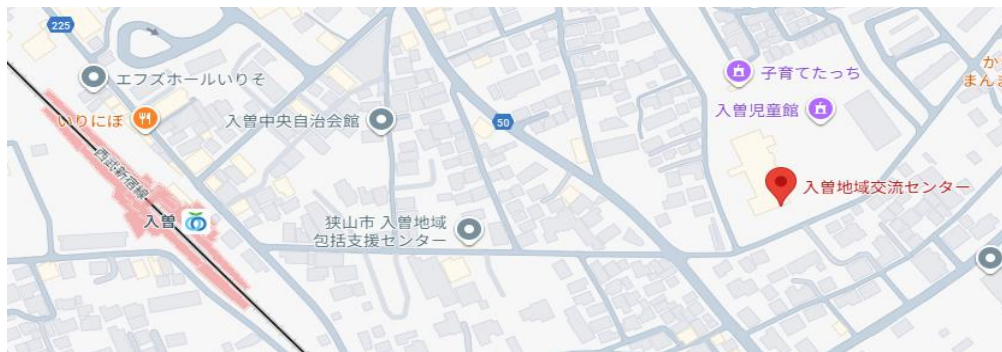 225
エフズホールいりそ
いりにぼ
西武新宿線
入曽
入曽中央自治会館
狭山市 入曽地域
包括支援センター
50
子育てたっち
入曽児童館
入曽地域交流センター
か
まんま